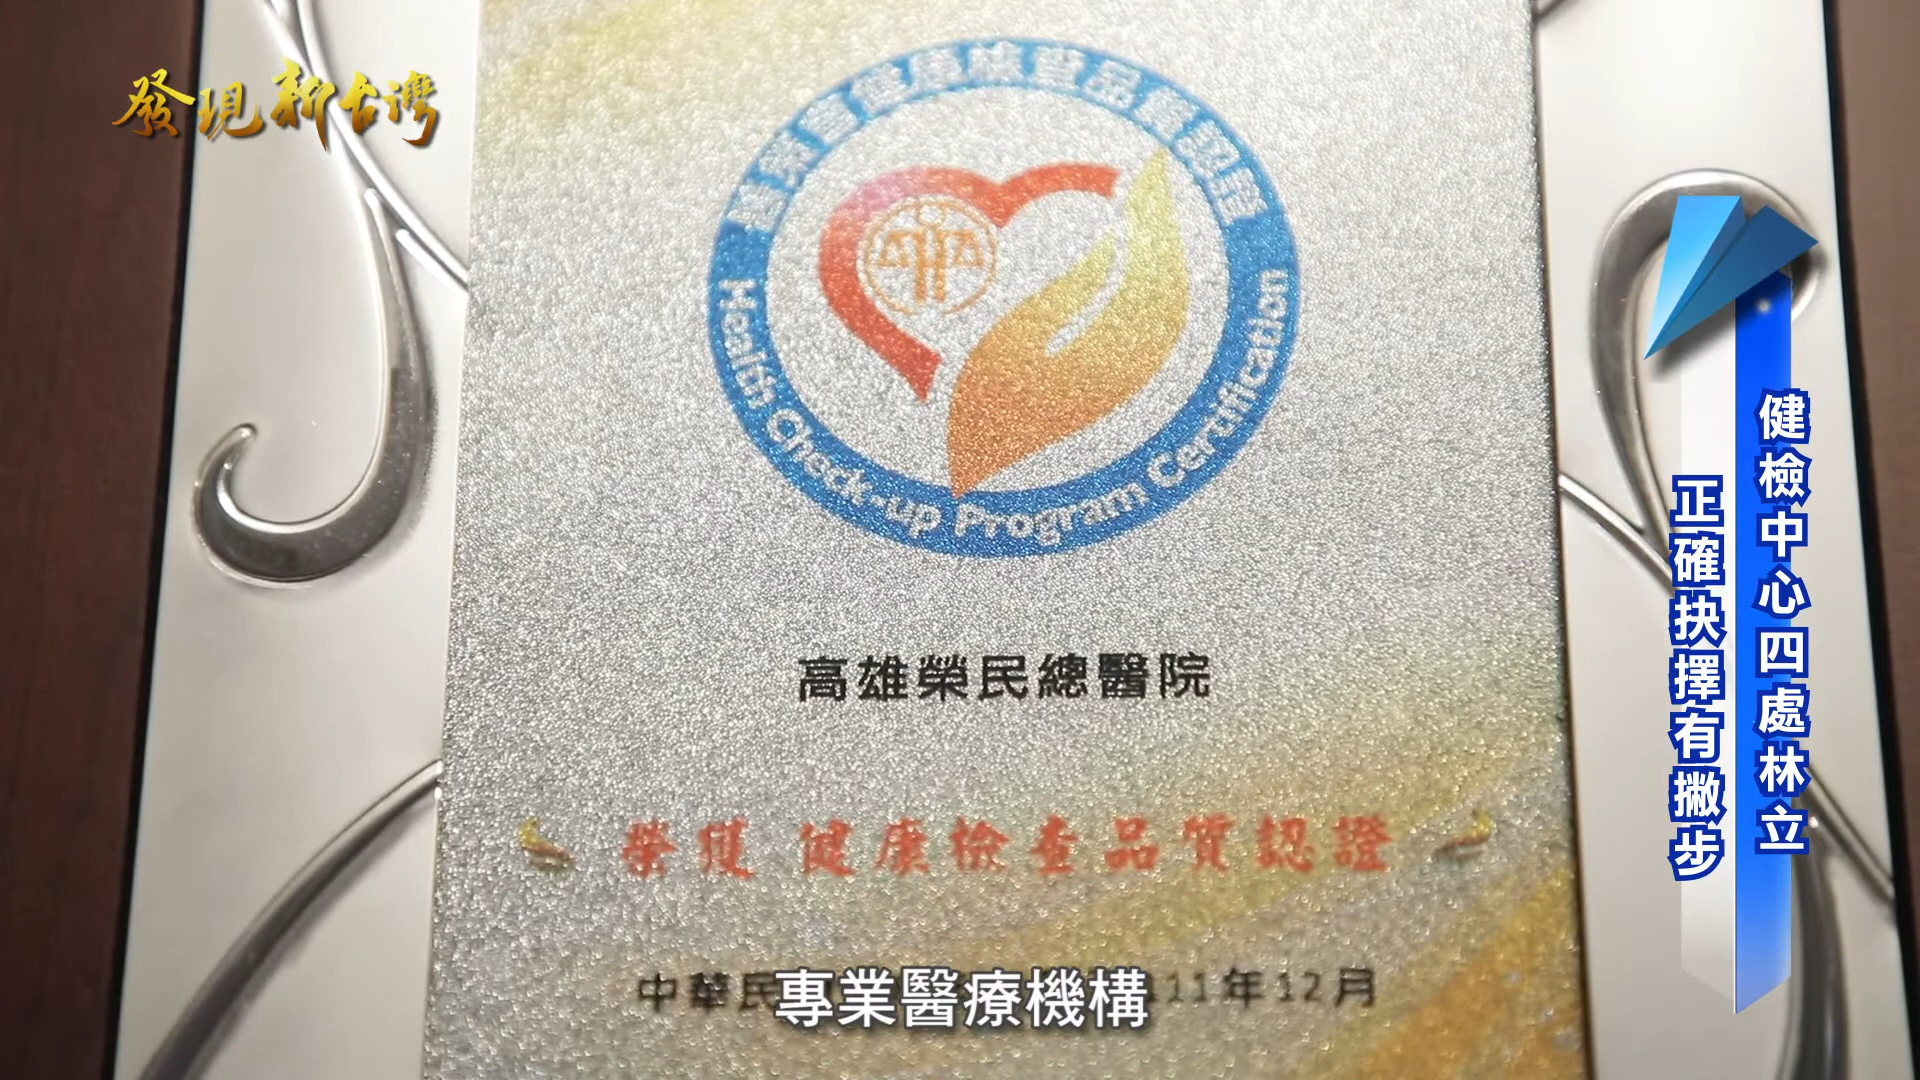 發現新台灣
醫策會健康檢查品質認證
Health Check-up Program Certification
健檢中心四處林立
正確抉擇有撇步
高雄榮民總醫院
榮獲 健康檢查品質認證
中華民 11年12月
專業醫療機構